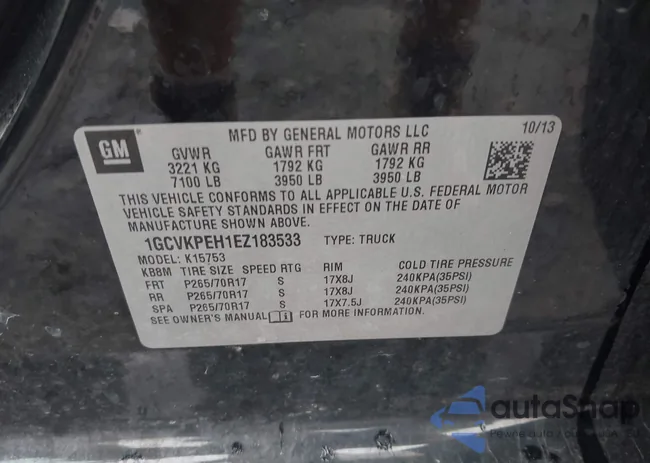 GM
MFD BY GENERAL MOTORS LLC
10/13
GVWR GAWR FRT GAWR RR
3221 KG 1792 KG 1792 KG
7100 LB 3950 LB 3950 LB
THIS VEHICLE CONFORMS TO ALL APPLICABLE U.S. FEDERAL MOTOR
VEHICLE SAFETY STANDARDS IN EFFECT ON THE DATE OF
MANUFACTURE SHOWN ABOVE.
1GCVKPEH1EZ183533 TYPE: TRUCK
MODEL: K15753
KB8M TIRE SIZE SPEED RTG RIM COLD TIRE PRESSURE
FRT P265/70R17 S 17X8J 240KPA(35PSI)
RR P265/70R17 S 17X8J 240KPA(35PSI)
SPA P265/70R17 S 17X7.5J 240KPA(35PSI)
SEE OWNER'S MANUAL FOR MORE INFORMATION.
autoSnap